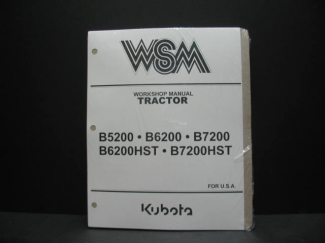 WSM
WORKSHOP MANUAL
TRACTOR
B5200 • B6200 • B7200
B6200HST • B7200HST
FOR U.S.A.
Kubota